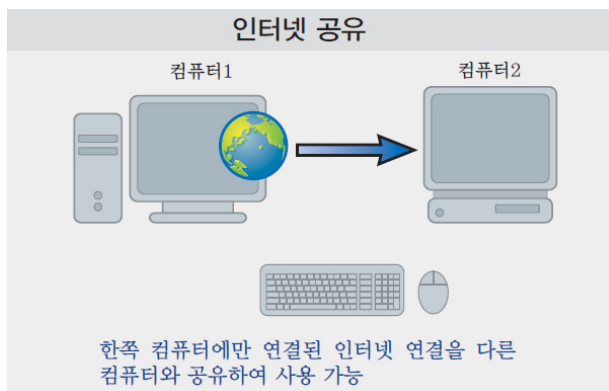 인터넷 공유
컴퓨터1
컴퓨터2
한쪽 컴퓨터에만 연결된 인터넷 연결을 다른
컴퓨터와 공유하여 사용 가능